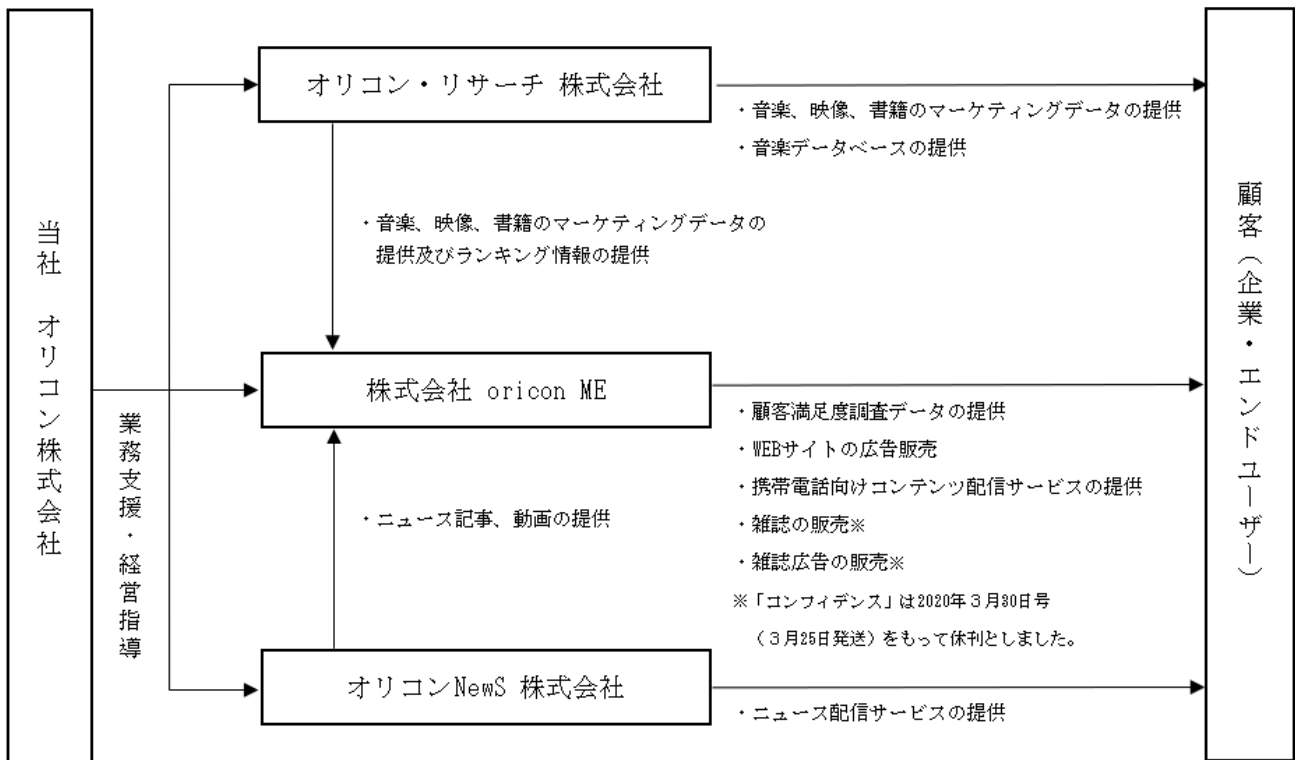 当社　オリコン株式会社
業務支援・経営指導
オリコン・リサーチ 株式会社
・音楽、映像、書籍のマーケティングデータの提供
・音楽データベースの提供
・音楽、映像、書籍のマーケティングデータの
提供及びランキング情報の提供
株式会社 oricon ME
・顧客満足度調査データの提供
・WEBサイトの広告販売
・携帯電話向けコンテンツ配信サービスの提供
・雑誌の販売※
・雑誌広告の販売※
※「コンフィデンス」は2020年３月30日号
（３月25日発送）をもって休刊としました。
・ニュース記事、動画の提供
オリコンNewS 株式会社
・ニュース配信サービスの提供
顧客（企業・エンドユーザー）